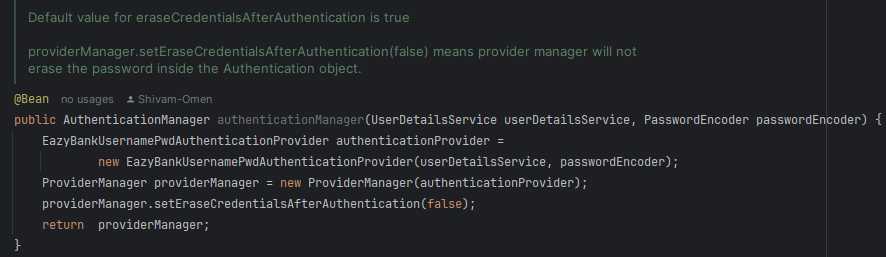 Default value for eraseCredentialsAfterAuthentication is true
providerManager.setEraseCredentialsAfterAuthentication(false) means provider manager will not
erase the password inside the Authentication object.
@Bean no usages Shivam-Omen
public AuthenticationManager authenticationManager(UserDetailsService userDetailsService, PasswordEncoder passwordEncoder) {
EazyBankUsernamePwdAuthenticationProvider authenticationProvider =
new EazyBankUsernamePwdAuthenticationProvider(userDetailsService, passwordEncoder);
ProviderManager providerManager = new ProviderManager(authenticationProvider);
providerManager.setEraseCredentialsAfterAuthentication(false);
return providerManager;
}